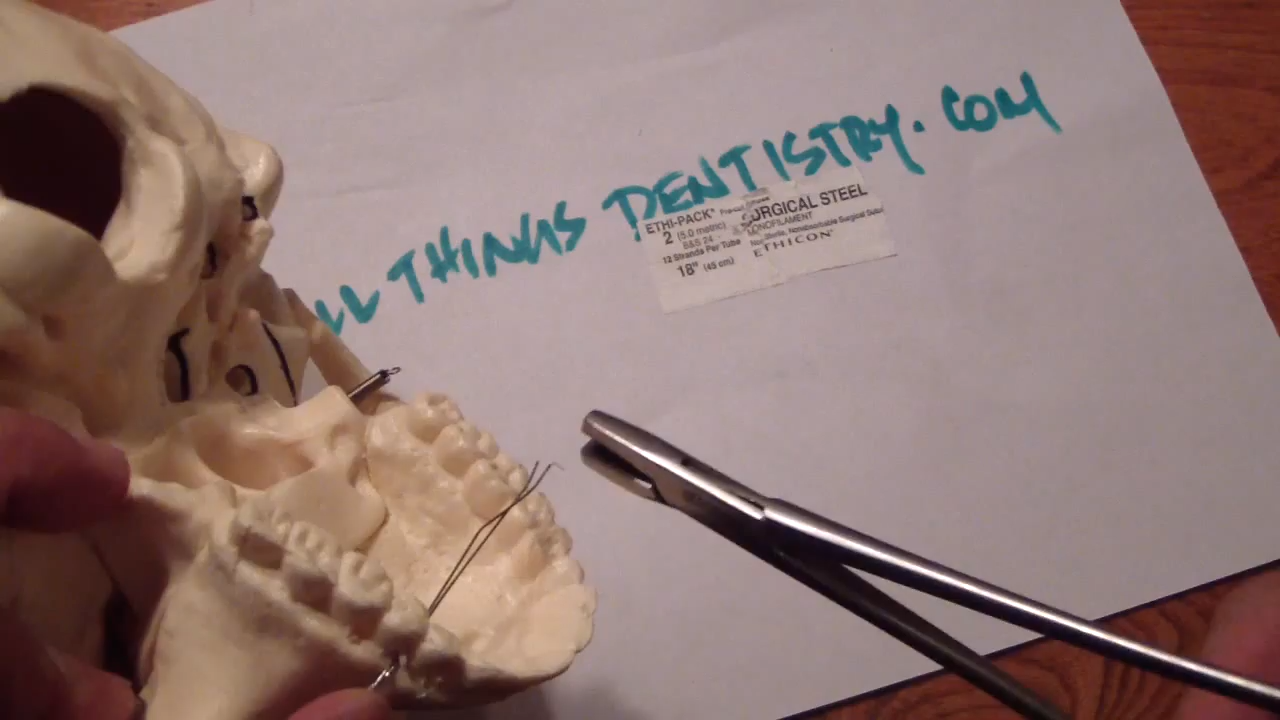 ALL THINGS DENTISTRY.COM
ETHI-PACK® SURGICAL STEEL
2 (5.0 metric) MONOFILAMENT
B&S 24
12 Strands Per Tube ETHICON®
18" (45 cm)